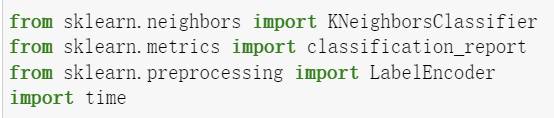 from sklearn.neighbors import KNeighborsClassifier
from sklearn.metrics import classification_report
from sklearn.preprocessing import LabelEncoder
import time